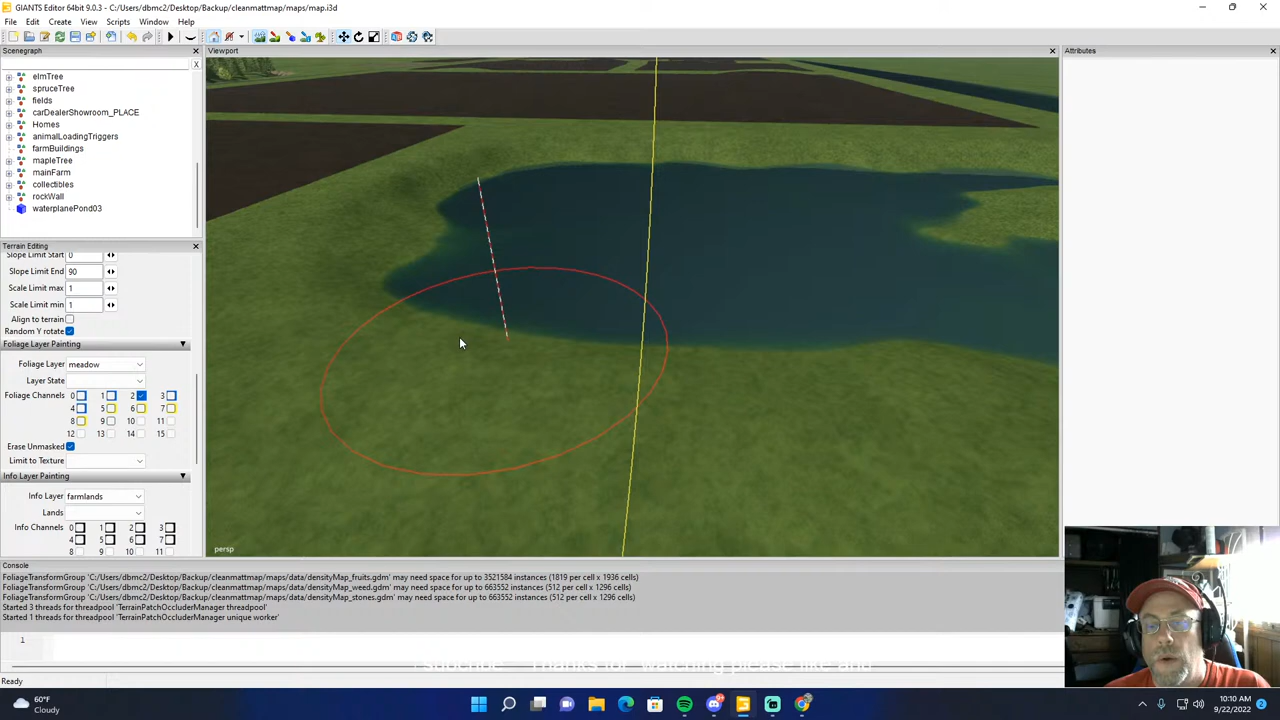 GIANTS Editor 64bit 9.0.3 - C:/Users/dbmc2/Desktop/Backup/cleanmattmap/maps/map.i3d
File Edit Create View Scripts Window Help
Scenegraph
Viewport
Attributes
X
elmTree
spruceTree
fields
carDealerShowroom_PLACE
Homes
animalLoadingTriggers
farmBuildings
mapleTree
mainFarm
collectibles
rockWall
waterplanePond03
Terrain Editing
Slope Limit Start 0
Slope Limit End 90
Scale Limit max 1
Scale Limit min 1
Align to terrain
Random Y rotate
Foliage Layer Painting
Foliage Layer meadow
Layer State
Foliage Channels 0 1 2 3
4 5 6 7
8 9 10 11
12 13 14 15
Erase Unmasked
Limit to Texture
Info Layer Painting
Info Layer farmlands
Lands
Info Channels 0 1 2 3
4 5 6 7
8 9 10 11
persp
Console
FoliageTransformGroup 'C:/Users/dbmc2/Desktop/Backup/cleanmattmap/maps/data/densityMap_fruits.gdm' may need space for up to 3521584 instances (1819 per cell x 1936 cells)
FoliageTransformGroup 'C:/Users/dbmc2/Desktop/Backup/cleanmattmap/maps/data/densityMap_weed.gdm' may need space for up to 663552 instances (512 per cell x 1296 cells)
FoliageTransformGroup 'C:/Users/dbmc2/Desktop/Backup/cleanmattmap/maps/data/densityMap_stones.gdm' may need space for up to 663552 instances (512 per cell x 1296 cells)
Started 3 threads for threadpool 'TerrainPatchOccluderManager threadpool'
Started 1 threads for threadpool 'TerrainPatchOccluderManager unique worker'
1
Thanks for watching please like and
Ready
60°F
Cloudy
10:10 AM
9/22/2022